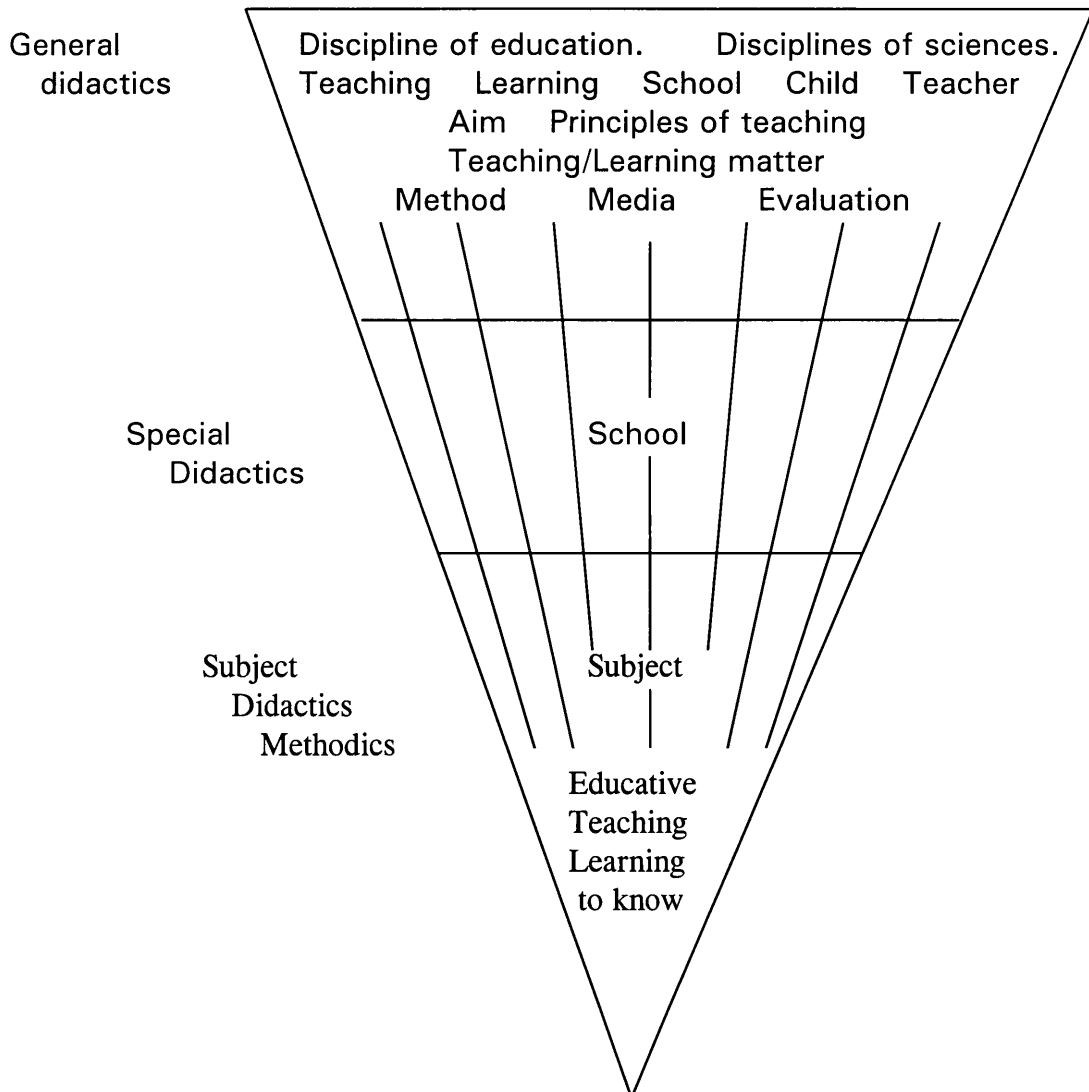 General
didactics
Discipline of education. Disciplines of sciences.
Teaching Learning School Child Teacher
Aim Principles of teaching
Teaching/Learning matter
Method Media Evaluation
Special
Didactics
School
Subject
Didactics
Methodics
Subject
Educative
Teaching
Learning
to know